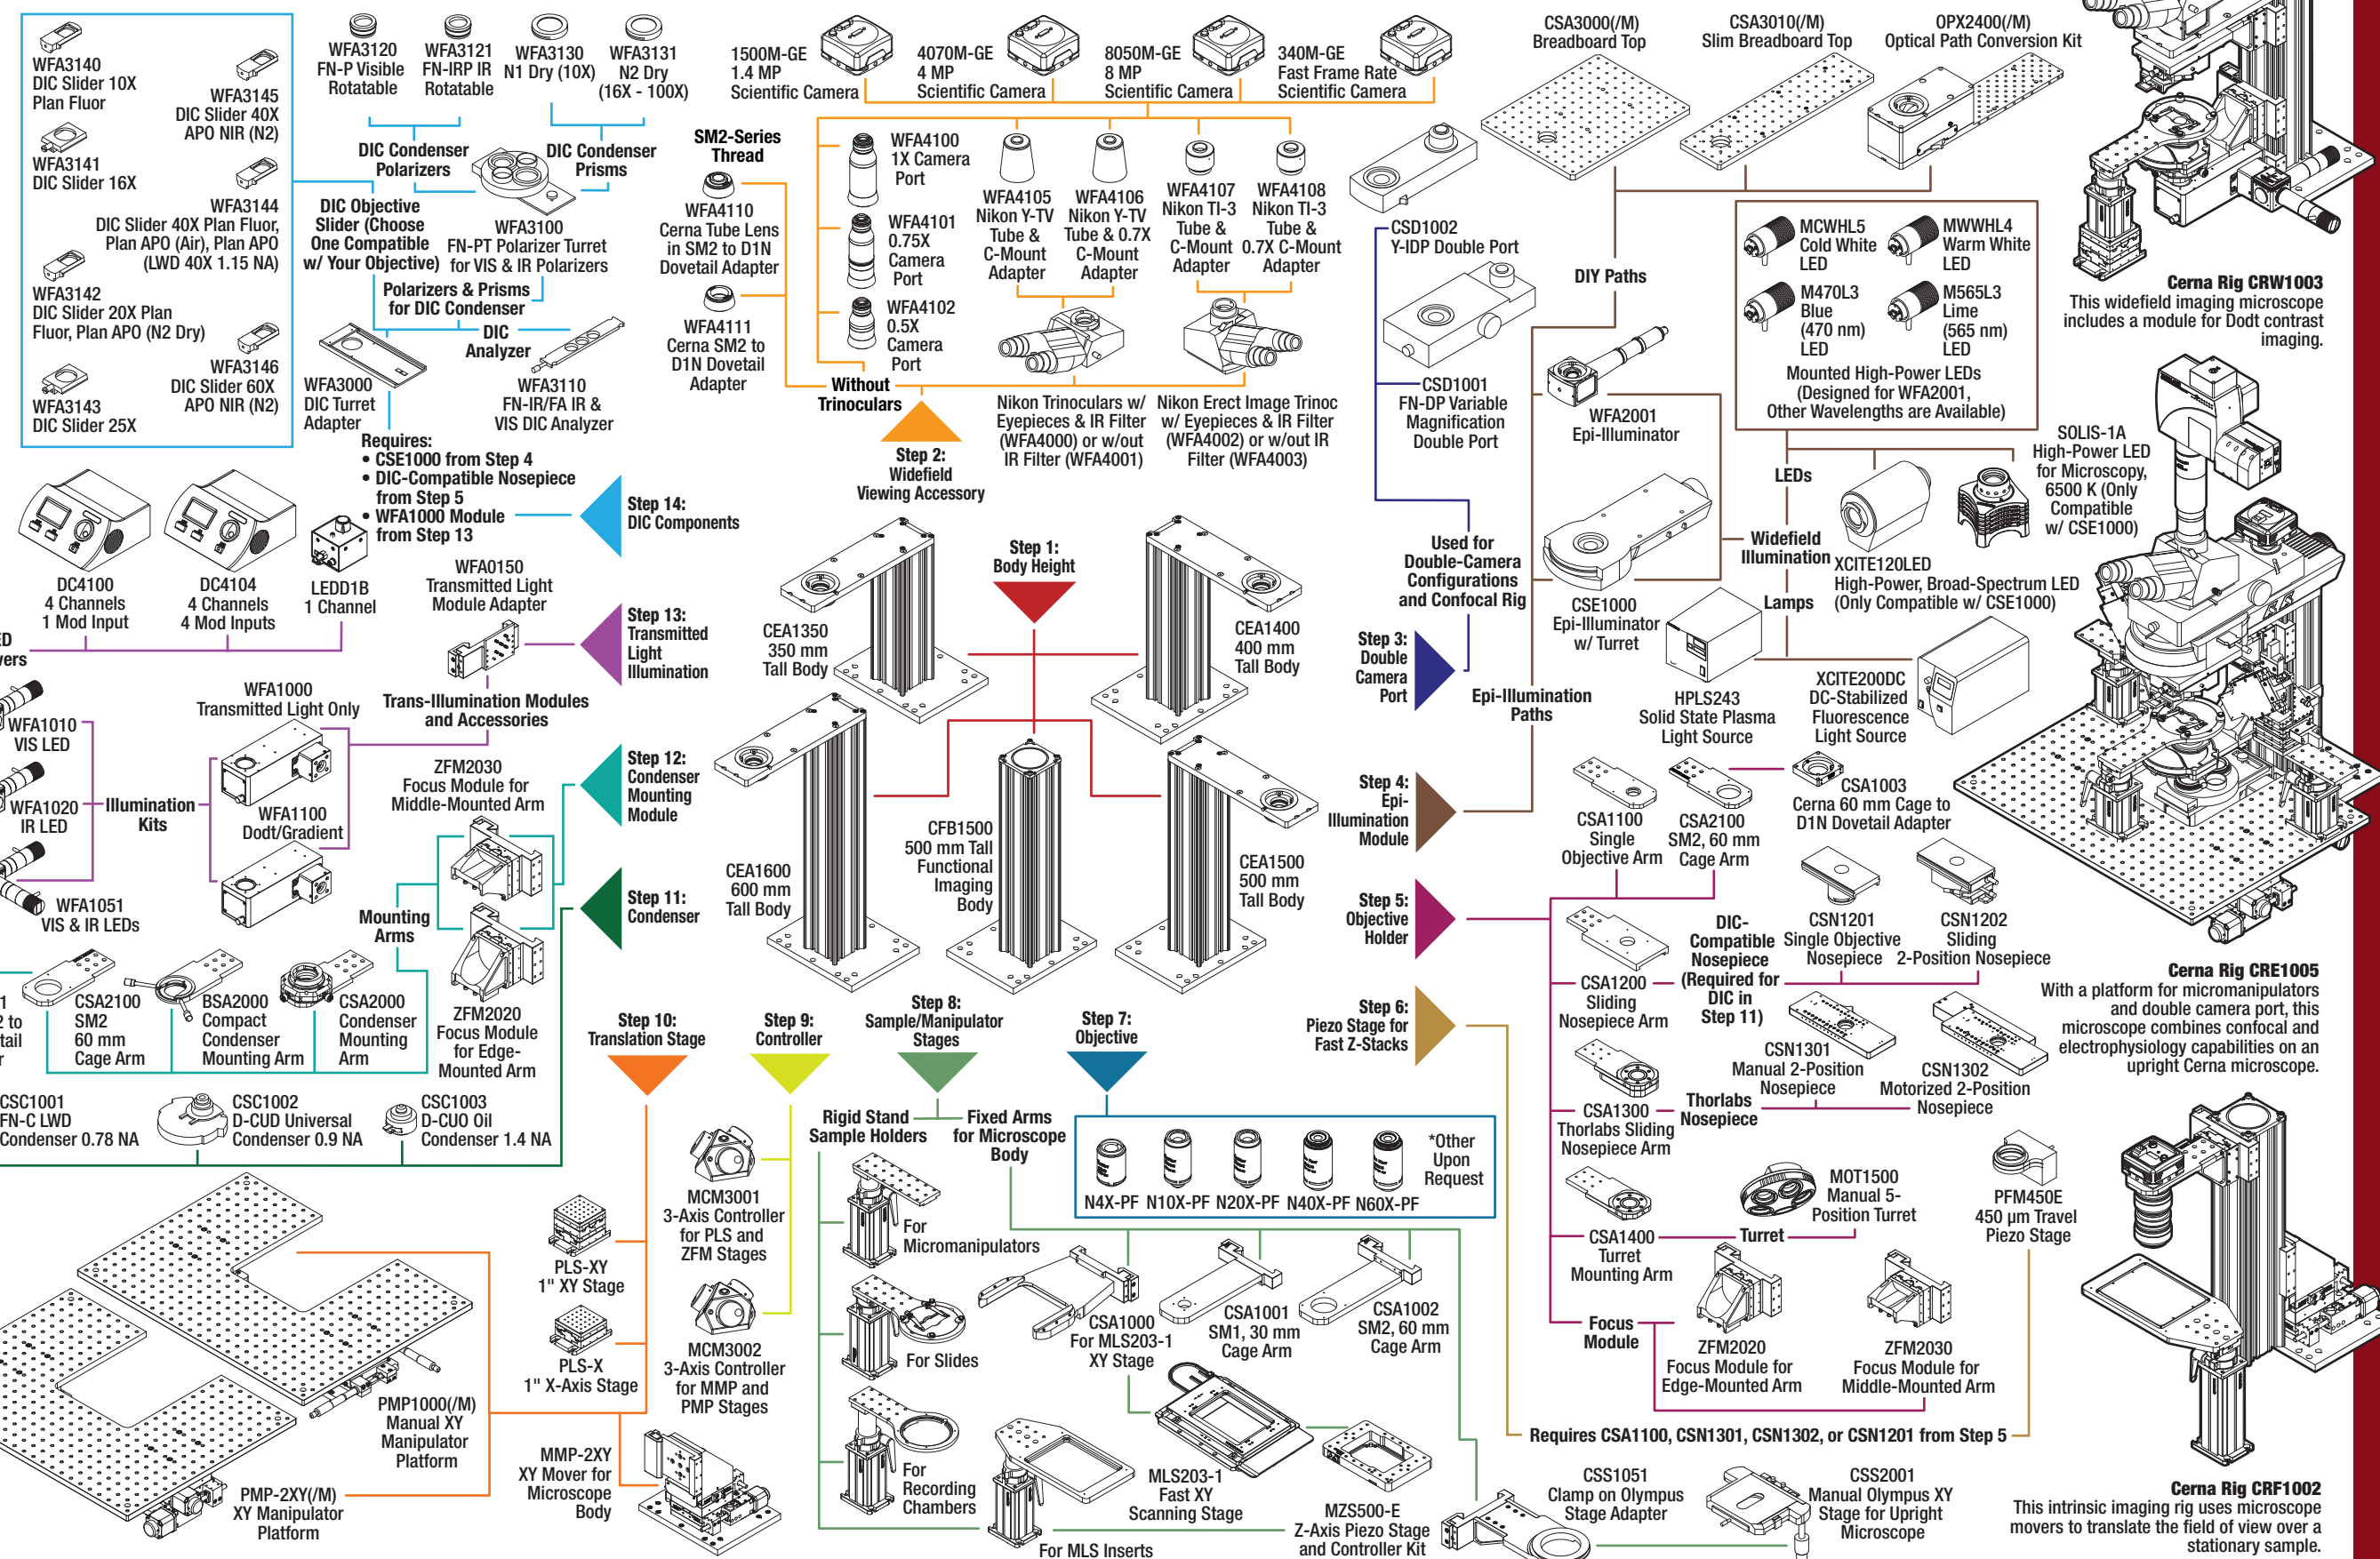 WFA3140
DIC Slider 10X
Plan Fluor
WFA3145
DIC Slider 40X
APO NIR (N2)
WFA3141
DIC Slider 16X
WFA3144
DIC Slider 40X Plan Fluor,
Plan APO (Air), Plan APO
(LWD 40X 1.15 NA)
WFA3142
DIC Slider 20X Plan
Fluor, Plan APO (N2 Dry)
WFA3146
DIC Slider 60X
APO NIR (N2)
WFA3143
DIC Slider 25X
WFA3120
FN-P Visible
Rotatable
WFA3121
FN-IRP IR
Rotatable
WFA3130
N1 Dry (10X)
WFA3131
N2 Dry
(16X - 100X)
DIC Condenser
Polarizers
DIC Condenser
Prisms
DIC Objective
Slider (Choose
One Compatible
w/ Your Objective)
WFA3100
FN-PT Polarizer Turret
for VIS & IR Polarizers
Polarizers & Prisms
for DIC Condenser
DIC
Analyzer
WFA3000
DIC Turret
Adapter
WFA3110
FN-IR/FA IR &
VIS DIC Analyzer
Requires:
• CSE1000 from Step 4
• DIC-Compatible Nosepiece
from Step 5
• WFA1000 Module
from Step 13
Step 14:
DIC Components
1500M-GE
1.4 MP
Scientific Camera
4070M-GE
4 MP
Scientific Camera
8050M-GE
8 MP
Scientific Camera
340M-GE
Fast Frame Rate
Scientific Camera
SM2-Series
Thread
WFA4110
Cerna Tube Lens
in SM2 to D1N
Dovetail Adapter
WFA4111
Cerna SM2 to
D1N Dovetail
Adapter
WFA4100
1X Camera
Port
WFA4101
0.75X
Camera
Port
WFA4102
0.5X
Camera
Port
WFA4105
Nikon Y-TV
Tube &
C-Mount
Adapter
WFA4106
Nikon Y-TV
Tube & 0.7X
C-Mount
Adapter
WFA4107
Nikon TI-3
Tube &
C-Mount
Adapter
WFA4108
Nikon TI-3
Tube &
0.7X C-Mount
Adapter
Without
Trinoculars
Nikon Trinoculars w/
Eyepieces & IR Filter
(WFA4000) or w/out
IR Filter (WFA4001)
Nikon Erect Image Trinoc
w/ Eyepieces & IR Filter
(WFA4002) or w/out IR
Filter (WFA4003)
Step 2:
Widefield
Viewing Accessory
CSD1002
Y-IDP Double Port
CSD1001
FN-DP Variable
Magnification
Double Port
Used for
Double-Camera
Configurations
and Confocal Rig
Step 3:
Double
Camera
Port
CSA3000(/M)
Breadboard Top
CSA3010(/M)
Slim Breadboard Top
OPX2400(/M)
Optical Path Conversion Kit
DIY Paths
WFA2001
Epi-Illuminator
CSE1000
Epi-Illuminator
w/ Turret
Epi-Illumination
Paths
MCWHL5
Cold White
LED
MWWHL4
Warm White
LED
M470L3
Blue
(470 nm)
LED
M565L3
Lime
(565 nm)
LED
Mounted High-Power LEDs
(Designed for WFA2001,
Other Wavelengths are Available)
LEDs
Widefield
Illumination
Lamps
SOLIS-1A
High-Power LED
for Microscopy,
6500 K (Only
Compatible
w/ CSE1000)
XCITE120LED
High-Power, Broad-Spectrum LED
(Only Compatible w/ CSE1000)
HPLS243
Solid State Plasma
Light Source
XCITE200DC
DC-Stabilized
Fluorescence
Light Source
Step 4:
Epi-
Illumination
Module
Cerna Rig CRW1003
This widefield imaging microscope
includes a module for Dodt contrast
imaging.
DC4100
4 Channels
1 Mod Input
DC4104
4 Channels
4 Mod Inputs
LEDD1B
1 Channel
WFA0150
Transmitted Light
Module Adapter
Step 13:
Transmitted
Light
Illumination
Trans-Illumination Modules
and Accessories
WFA1000
Transmitted Light Only
WFA1010
VIS LED
WFA1020
IR LED
WFA1051
VIS & IR LEDs
Illumination
Kits
WFA1100
Dodt/Gradient
ZFM2030
Focus Module for
Middle-Mounted Arm
Step 12:
Condenser
Mounting
Module
Mounting
Arms
ZFM2020
Focus Module
for Edge-
Mounted Arm
Step 11:
Condenser
CSA2100
SM2
60 mm
Cage Arm
BSA2000
Compact
Condenser
Mounting Arm
CSA2000
Condenser
Mounting
Arm
CSC1001
FN-C LWD
Condenser 0.78 NA
CSC1002
D-CUD Universal
Condenser 0.9 NA
CSC1003
D-CUO Oil
Condenser 1.4 NA
Step 1:
Body Height
CEA1350
350 mm
Tall Body
CEA1400
400 mm
Tall Body
CEA1600
600 mm
Tall Body
CFB1500
500 mm Tall
Functional
Imaging
Body
CEA1500
500 mm
Tall Body
Step 5:
Objective
Holder
CSA1100
Single
Objective Arm
CSA2100
SM2, 60 mm
Cage Arm
CSA1003
Cerna 60 mm Cage to
D1N Dovetail Adapter
CSA1200
Sliding
Nosepiece Arm
DIC-
Compatible
Nosepiece
(Required for
DIC in
Step 11)
CSN1201
Single Objective
Nosepiece
CSN1202
Sliding
2-Position Nosepiece
CSN1301
Manual 2-Position
Nosepiece
CSN1302
Motorized 2-Position
Nosepiece
CSA1300
Thorlabs Sliding
Nosepiece Arm
Thorlabs
Nosepiece
CSA1400
Turret
Mounting Arm
Turret
MOT1500
Manual 5-
Position Turret
Focus
Module
ZFM2020
Focus Module for
Edge-Mounted Arm
ZFM2030
Focus Module for
Middle-Mounted Arm
PFM450E
450 µm Travel
Piezo Stage
Step 6:
Piezo Stage for
Fast Z-Stacks
Requires CSA1100, CSN1301, CSN1302, or CSN1201 from Step 5
Cerna Rig CRE1005
With a platform for micromanipulators
and double camera port, this
microscope combines confocal and
electrophysiology capabilities on an
upright Cerna microscope.
Step 10:
Translation Stage
Step 9:
Controller
Step 8:
Sample/Manipulator
Stages
Step 7:
Objective
Rigid Stand
Sample Holders
Fixed Arms
for Microscope
Body
N4X-PF
N10X-PF
N20X-PF
N40X-PF
N60X-PF
*Other
Upon
Request
PLS-XY
1" XY Stage
PLS-X
1" X-Axis Stage
MCM3001
3-Axis Controller
for PLS and
ZFM Stages
MCM3002
3-Axis Controller
for MMP and
PMP Stages
For
Micromanipulators
For Slides
For
Recording
Chambers
For MLS Inserts
CSA1000
For MLS203-1
XY Stage
CSA1001
SM1, 30 mm
Cage Arm
CSA1002
SM2, 60 mm
Cage Arm
MLS203-1
Fast XY
Scanning Stage
MZS500-E
Z-Axis Piezo Stage
and Controller Kit
CSS1051
Clamp on Olympus
Stage Adapter
CSS2001
Manual Olympus XY
Stage for Upright
Microscope
PMP1000(/M)
Manual XY
Manipulator
Platform
PMP-2XY(/M)
XY Manipulator
Platform
MMP-2XY
XY Mover for
Microscope
Body
Cerna Rig CRF1002
This intrinsic imaging rig uses microscope
movers to translate the field of view over a
stationary sample.